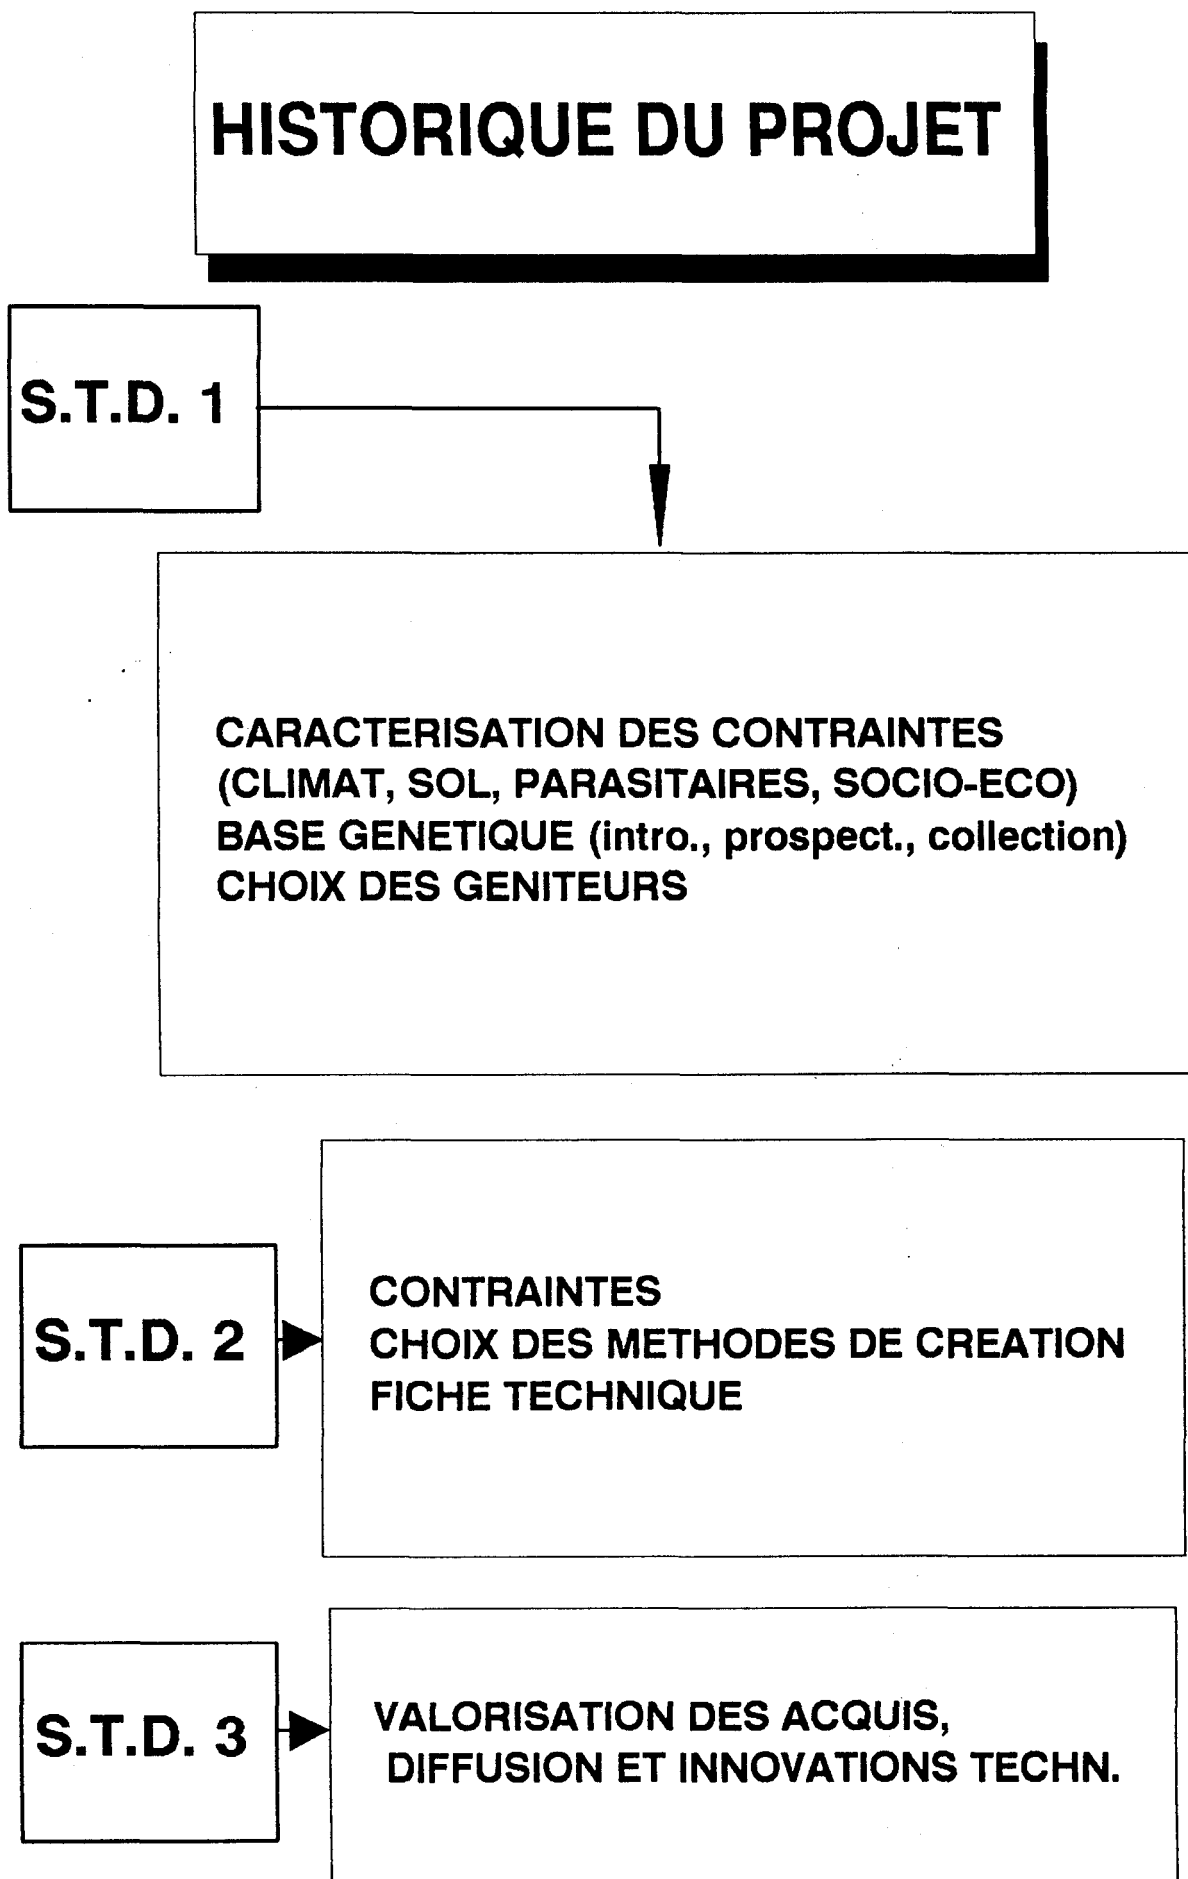 HISTORIQUE DU PROJET
S.T.D. 1
CARACTERISATION DES CONTRAINTES
(CLIMAT, SOL, PARASITAIRES, SOCIO-ECO)
BASE GENETIQUE (intro., prospect., collection)
CHOIX DES GENITEURS
S.T.D. 2
CONTRAINTES
CHOIX DES METHODES DE CREATION
FICHE TECHNIQUE
S.T.D. 3
VALORISATION DES ACQUIS,
DIFFUSION ET INNOVATIONS TECHN.